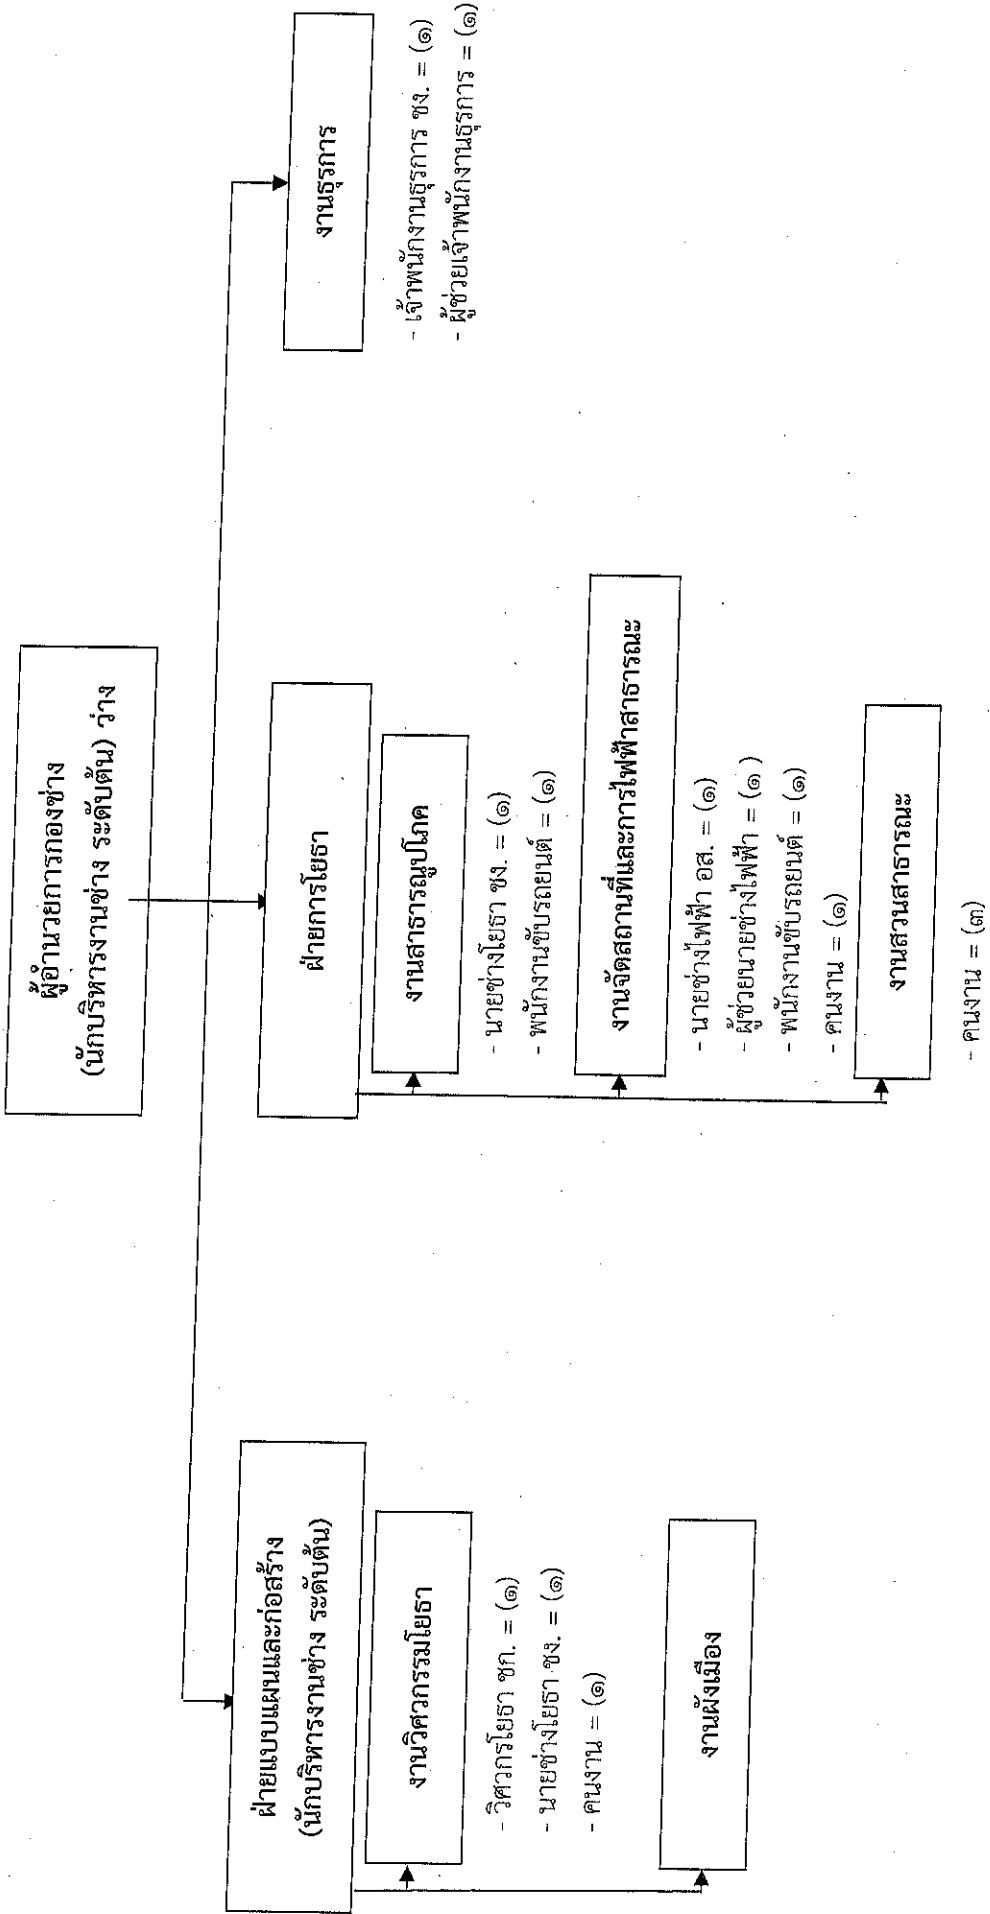 ผู้อำนวยการกองช่าง
(นักบริหารงานช่าง ระดับต้น) ว่าง
ฝ่ายแบบแผนและก่อสร้าง
(นักบริหารงานช่าง ระดับต้น)
งานวิศวกรรมโยธา
- วิศวกรโยธา ชก. = (๑)
- นายช่างโยธา ชง. = (๑)
- คนงาน = (๑)
งานผังเมือง
ฝ่ายการโยธา
งานสาธารณูปโภค
- นายช่างโยธา ชง. = (๑)
- พนักงานขับรถยนต์ = (๑)
งานจัดสถานที่และการไฟฟ้าสาธารณะ
- นายช่างไฟฟ้า อส. = (๑)
- ผู้ช่วยนายช่างไฟฟ้า = (๑ )
- พนักงานขับรถยนต์ = (๑)
- คนงาน = (๑)
งานสวนสาธารณะ
- คนงาน = (๓)
งานธุรการ
- เจ้าพนักงานธุรการ ชง. = (๑)
- ผู้ช่วยเจ้าพนักงานธุรการ = (๑)